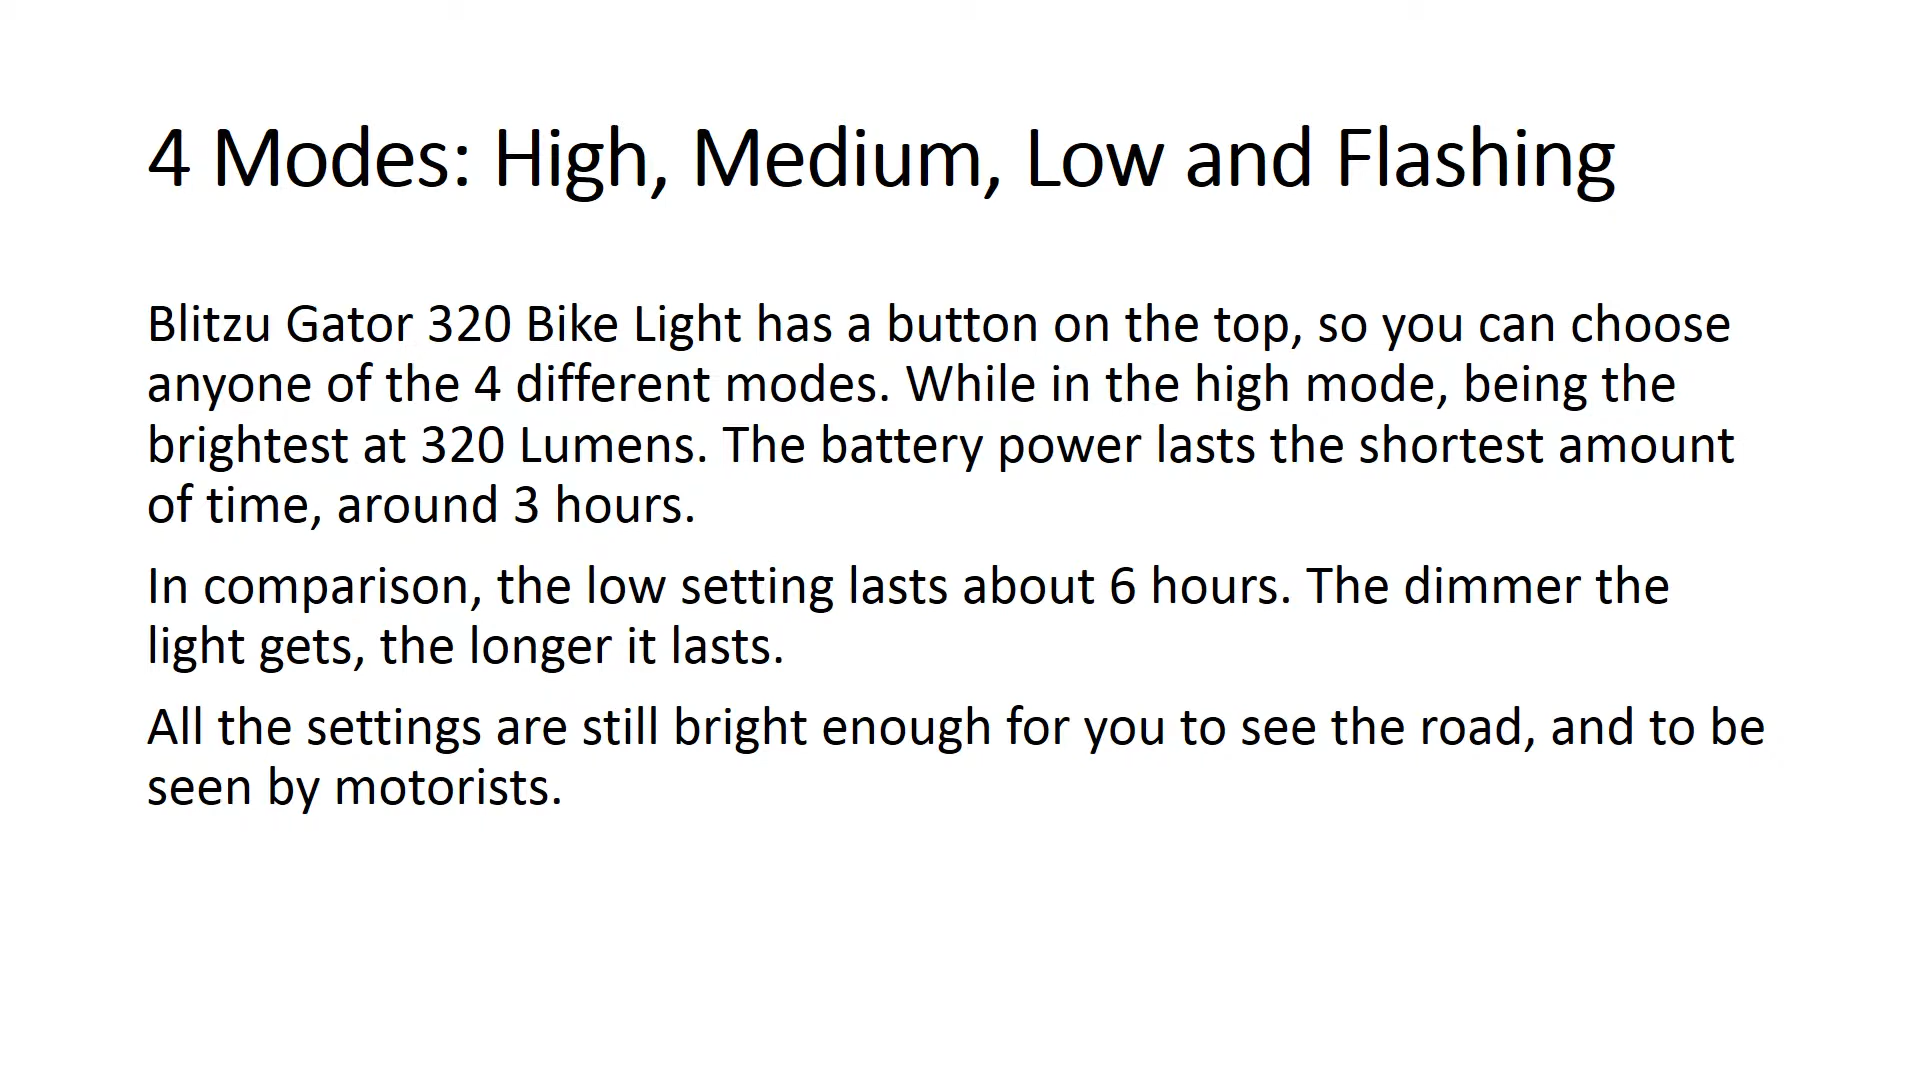 4 Modes: High, Medium, Low and Flashing
Blitzu Gator 320 Bike Light has a button on the top, so you can choose
anyone of the 4 different modes. While in the high mode, being the
brightest at 320 Lumens. The battery power lasts the shortest amount
of time, around 3 hours.
In comparison, the low setting lasts about 6 hours. The dimmer the
light gets, the longer it lasts.
All the settings are still bright enough for you to see the road, and to be
seen by motorists.